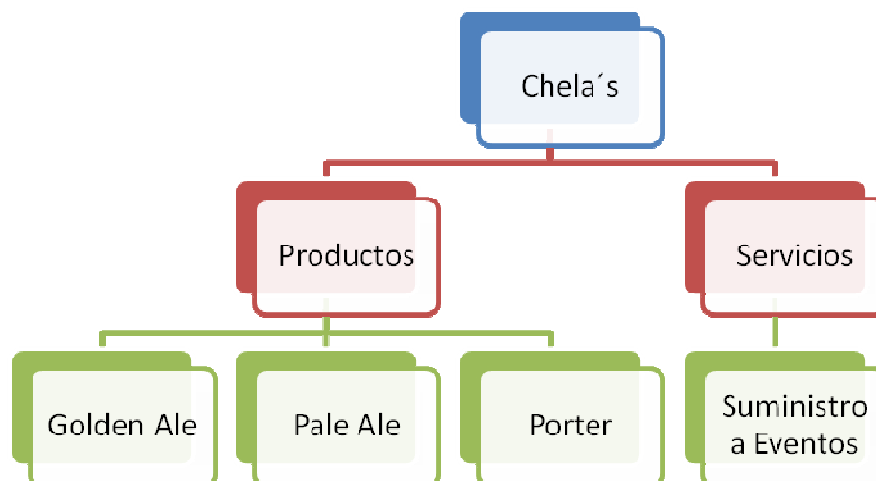 Chela´s
Productos
Servicios
Golden Ale
Pale Ale
Porter
Suministro
a Eventos